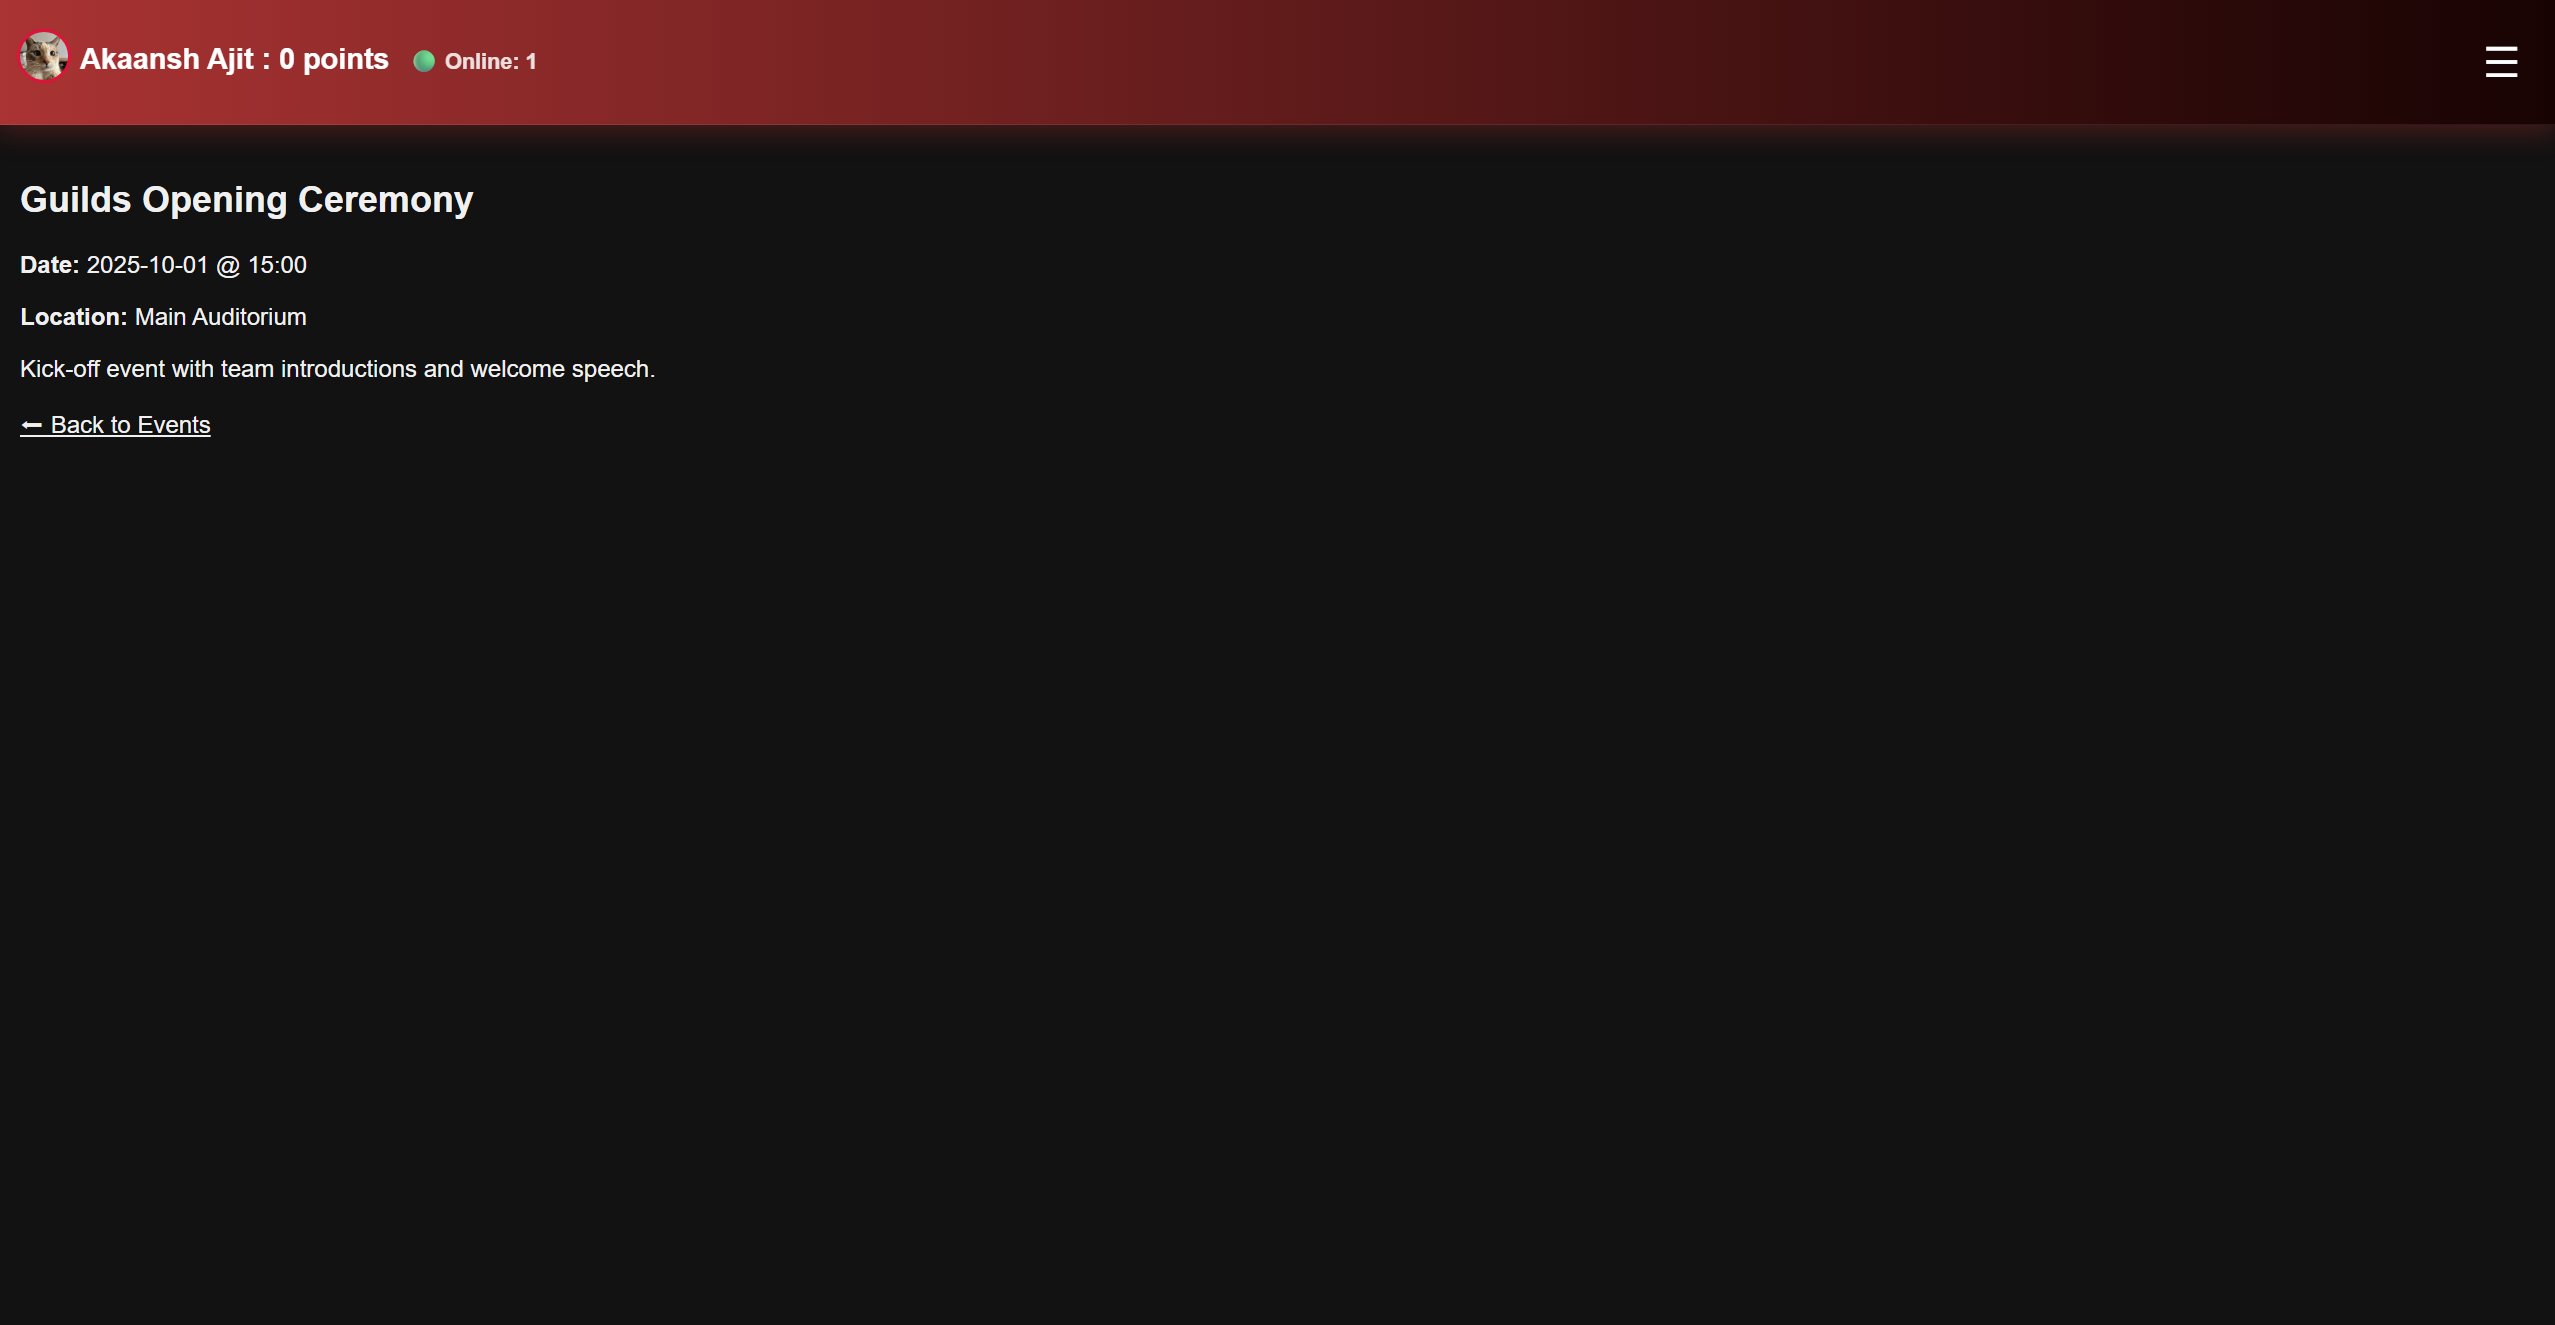 Akaansh Ajit : 0 points Online: 1
Guilds Opening Ceremony
Date: 2025-10-01 @ 15:00
Location: Main Auditorium
Kick-off event with team introductions and welcome speech.
← Back to Events